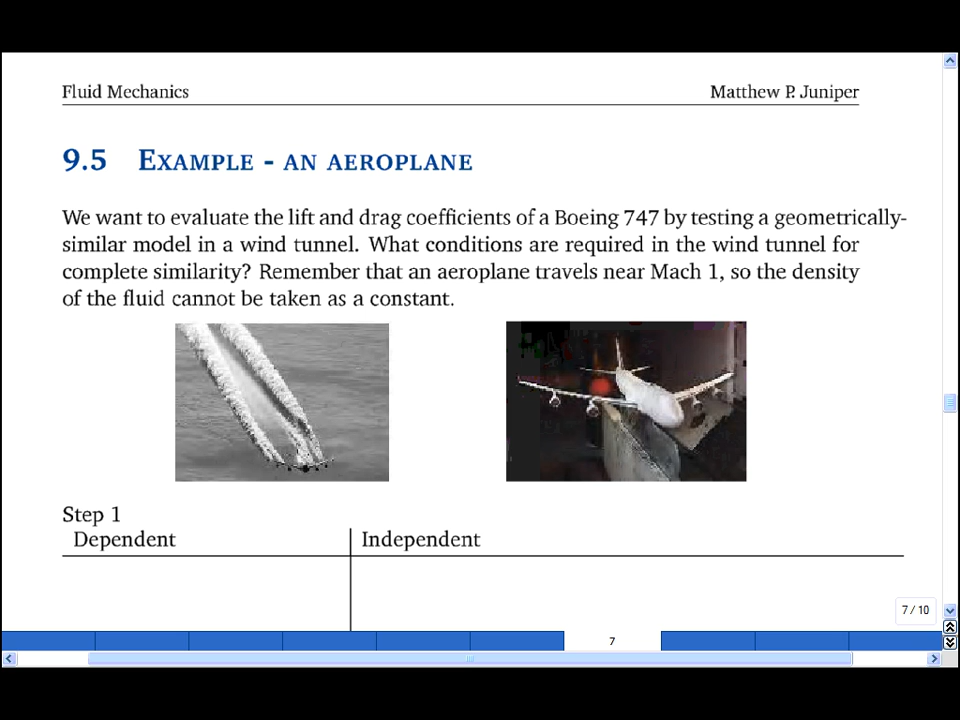 Fluid Mechanics
Matthew P. Juniper
9.5 EXAMPLE - AN AEROPLANE
We want to evaluate the lift and drag coefficients of a Boeing 747 by testing a geometrically-
similar model in a wind tunnel. What conditions are required in the wind tunnel for
complete similarity? Remember that an aeroplane travels near Mach 1, so the density
of the fluid cannot be taken as a constant.
Step 1
Dependent
Independent
7 / 10
7